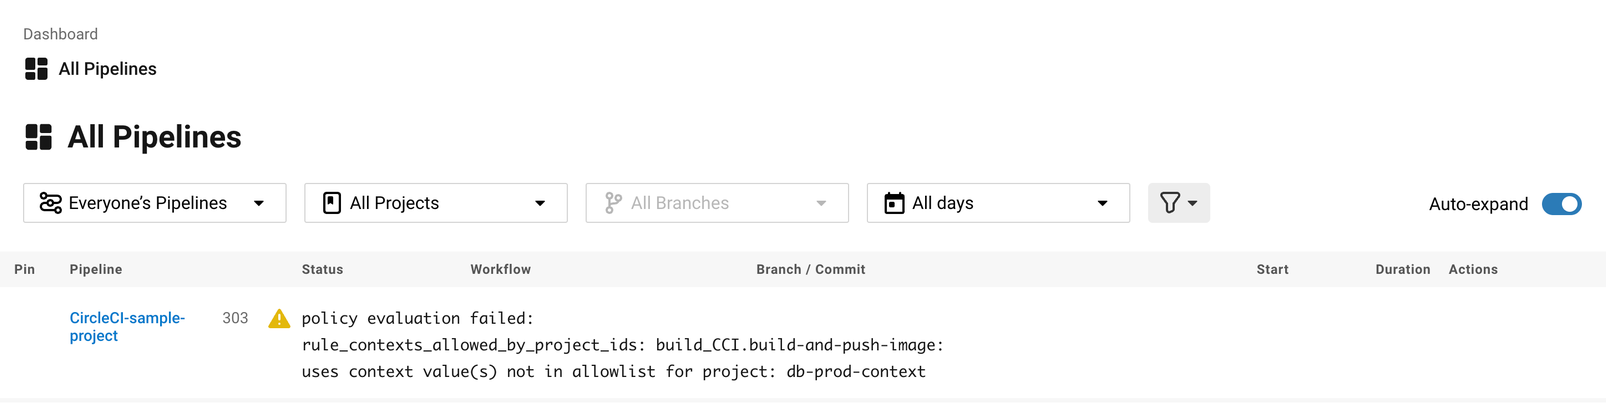 Dashboard
All Pipelines
All Pipelines
Everyone’s Pipelines
All Projects
All Branches
All days
Auto-expand
Pin
Pipeline
Status
Workflow
Branch / Commit
Start
Duration
Actions
CircleCI-sample-
project
303
policy evaluation failed:
rule_contexts_allowed_by_project_ids: build_CCI.build-and-push-image:
uses context value(s) not in allowlist for project: db-prod-context